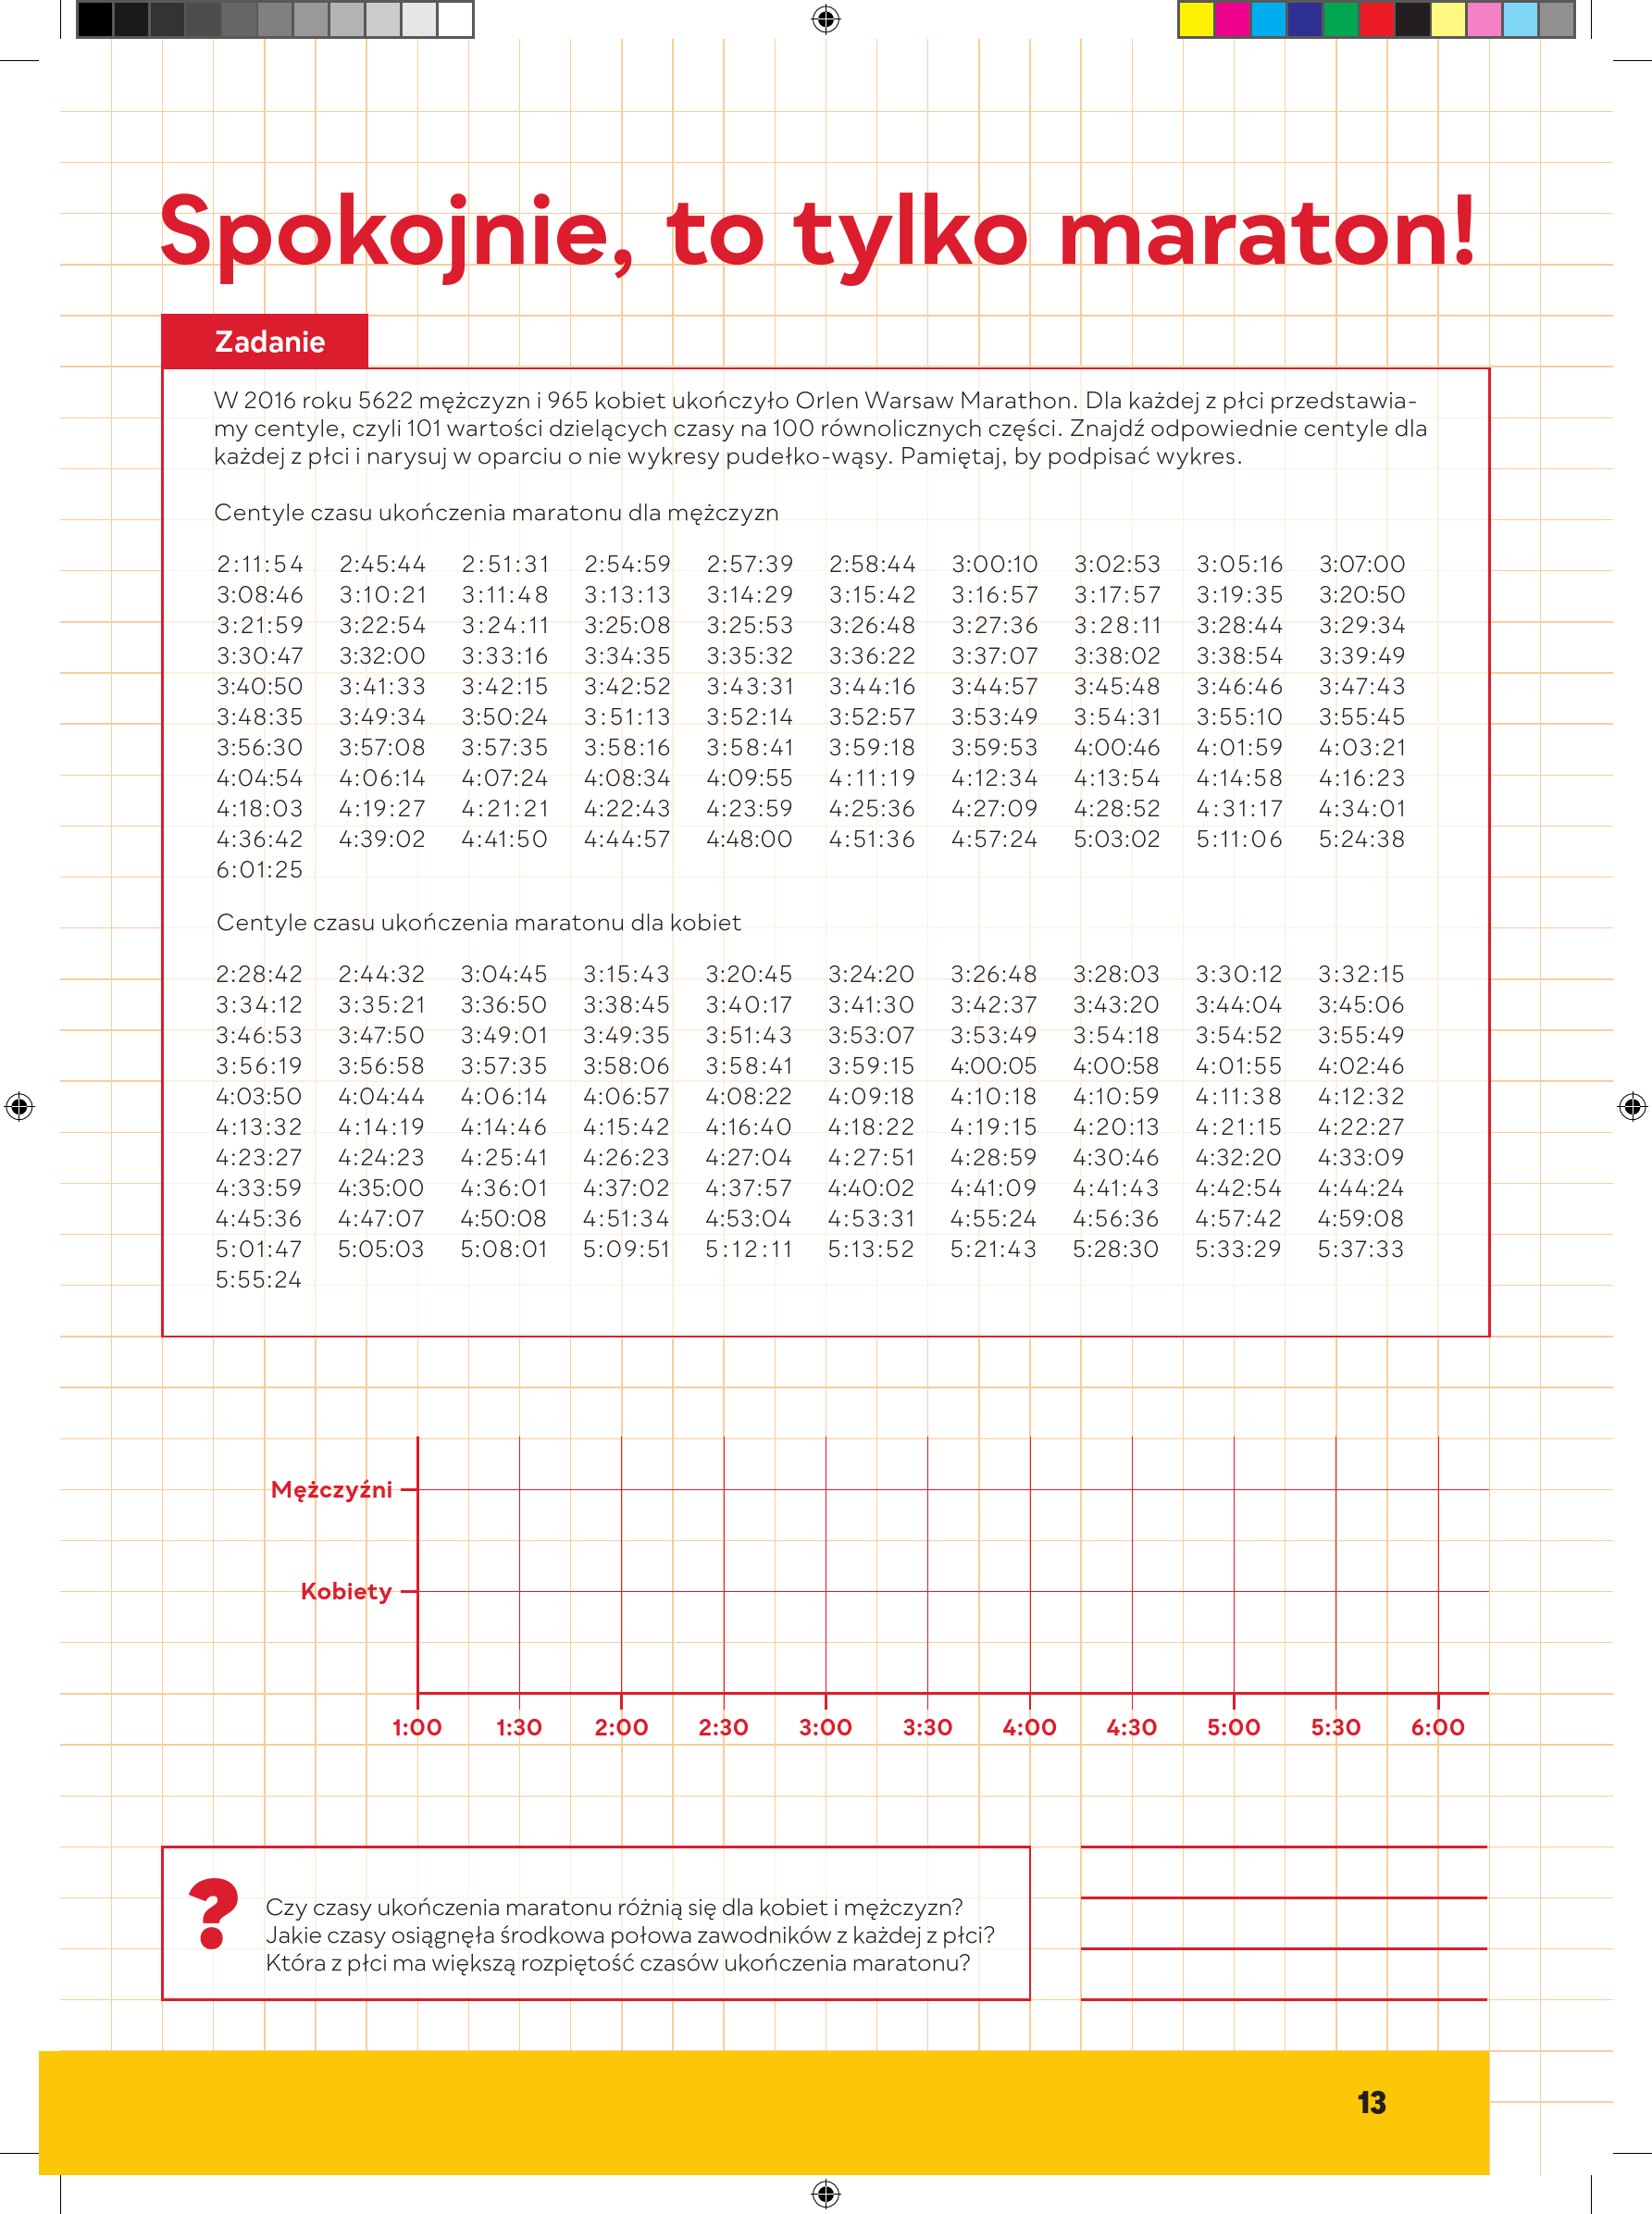 Spokojnie, to tylko maraton!
Zadanie
W 2016 roku 5622 mężczyzn i 965 kobiet ukończyło Orlen Warsaw Marathon. Dla każdej z płci przedstawia-
my centyle, czyli 101 wartości dzielących czasy na 100 równolicznych części. Znajdź odpowiednie centyle dla
każdej z płci i narysuj w oparciu o nie wykresy pudełko-wąsy. Pamiętaj, by podpisać wykres.
Centyle czasu ukończenia maratonu dla mężczyzn
2:11:54 2:45:44 2:51:31 2:54:59 2:57:39 2:58:44 3:00:10 3:02:53 3:05:16 3:07:00
3:08:46 3:10:21 3:11:48 3:13:13 3:14:29 3:15:42 3:16:57 3:17:57 3:19:35 3:20:50
3:21:59 3:22:54 3:24:11 3:25:08 3:25:53 3:26:48 3:27:36 3:28:11 3:28:44 3:29:34
3:30:47 3:32:00 3:33:16 3:34:35 3:35:32 3:36:22 3:37:07 3:38:02 3:38:54 3:39:49
3:40:50 3:41:33 3:42:15 3:42:52 3:43:31 3:44:16 3:44:57 3:45:48 3:46:46 3:47:43
3:48:35 3:49:34 3:50:24 3:51:13 3:52:14 3:52:57 3:53:49 3:54:31 3:55:10 3:55:45
3:56:30 3:57:08 3:57:35 3:58:16 3:58:41 3:59:18 3:59:53 4:00:46 4:01:59 4:03:21
4:04:54 4:06:14 4:07:24 4:08:34 4:09:55 4:11:19 4:12:34 4:13:54 4:14:58 4:16:23
4:18:03 4:19:27 4:21:21 4:22:43 4:23:59 4:25:36 4:27:09 4:28:52 4:31:17 4:34:01
4:36:42 4:39:02 4:41:50 4:44:57 4:48:00 4:51:36 4:57:24 5:03:02 5:11:06 5:24:38
6:01:25
Centyle czasu ukończenia maratonu dla kobiet
2:28:42 2:44:32 3:04:45 3:15:43 3:20:45 3:24:20 3:26:48 3:28:03 3:30:12 3:32:15
3:34:12 3:35:21 3:36:50 3:38:45 3:40:17 3:41:30 3:42:37 3:43:20 3:44:04 3:45:06
3:46:53 3:47:50 3:49:01 3:49:35 3:51:43 3:53:07 3:53:49 3:54:18 3:54:52 3:55:49
3:56:19 3:56:58 3:57:35 3:58:06 3:58:41 3:59:15 4:00:05 4:00:58 4:01:55 4:02:46
4:03:50 4:04:44 4:06:14 4:06:57 4:08:22 4:09:18 4:10:18 4:10:59 4:11:38 4:12:32
4:13:32 4:14:19 4:14:46 4:15:42 4:16:40 4:18:22 4:19:15 4:20:13 4:21:15 4:22:27
4:23:27 4:24:23 4:25:41 4:26:23 4:27:04 4:27:51 4:28:59 4:30:46 4:32:20 4:33:09
4:33:59 4:35:00 4:36:01 4:37:02 4:37:57 4:40:02 4:41:09 4:41:43 4:42:54 4:44:24
4:45:36 4:47:07 4:50:08 4:51:34 4:53:04 4:53:31 4:55:24 4:56:36 4:57:42 4:59:08
5:01:47 5:05:03 5:08:01 5:09:51 5:12:11 5:13:52 5:21:43 5:28:30 5:33:29 5:37:33
5:55:24
Mężczyźni
Kobiety
1:00 1:30 2:00 2:30 3:00 3:30 4:00 4:30 5:00 5:30 6:00
?
Czy czasy ukończenia maratonu różnią się dla kobiet i mężczyzn?
Jakie czasy osiągnęła środkowa połowa zawodników z każdej z płci?
Która z płci ma większą rozpiętość czasów ukończenia maratonu?
13